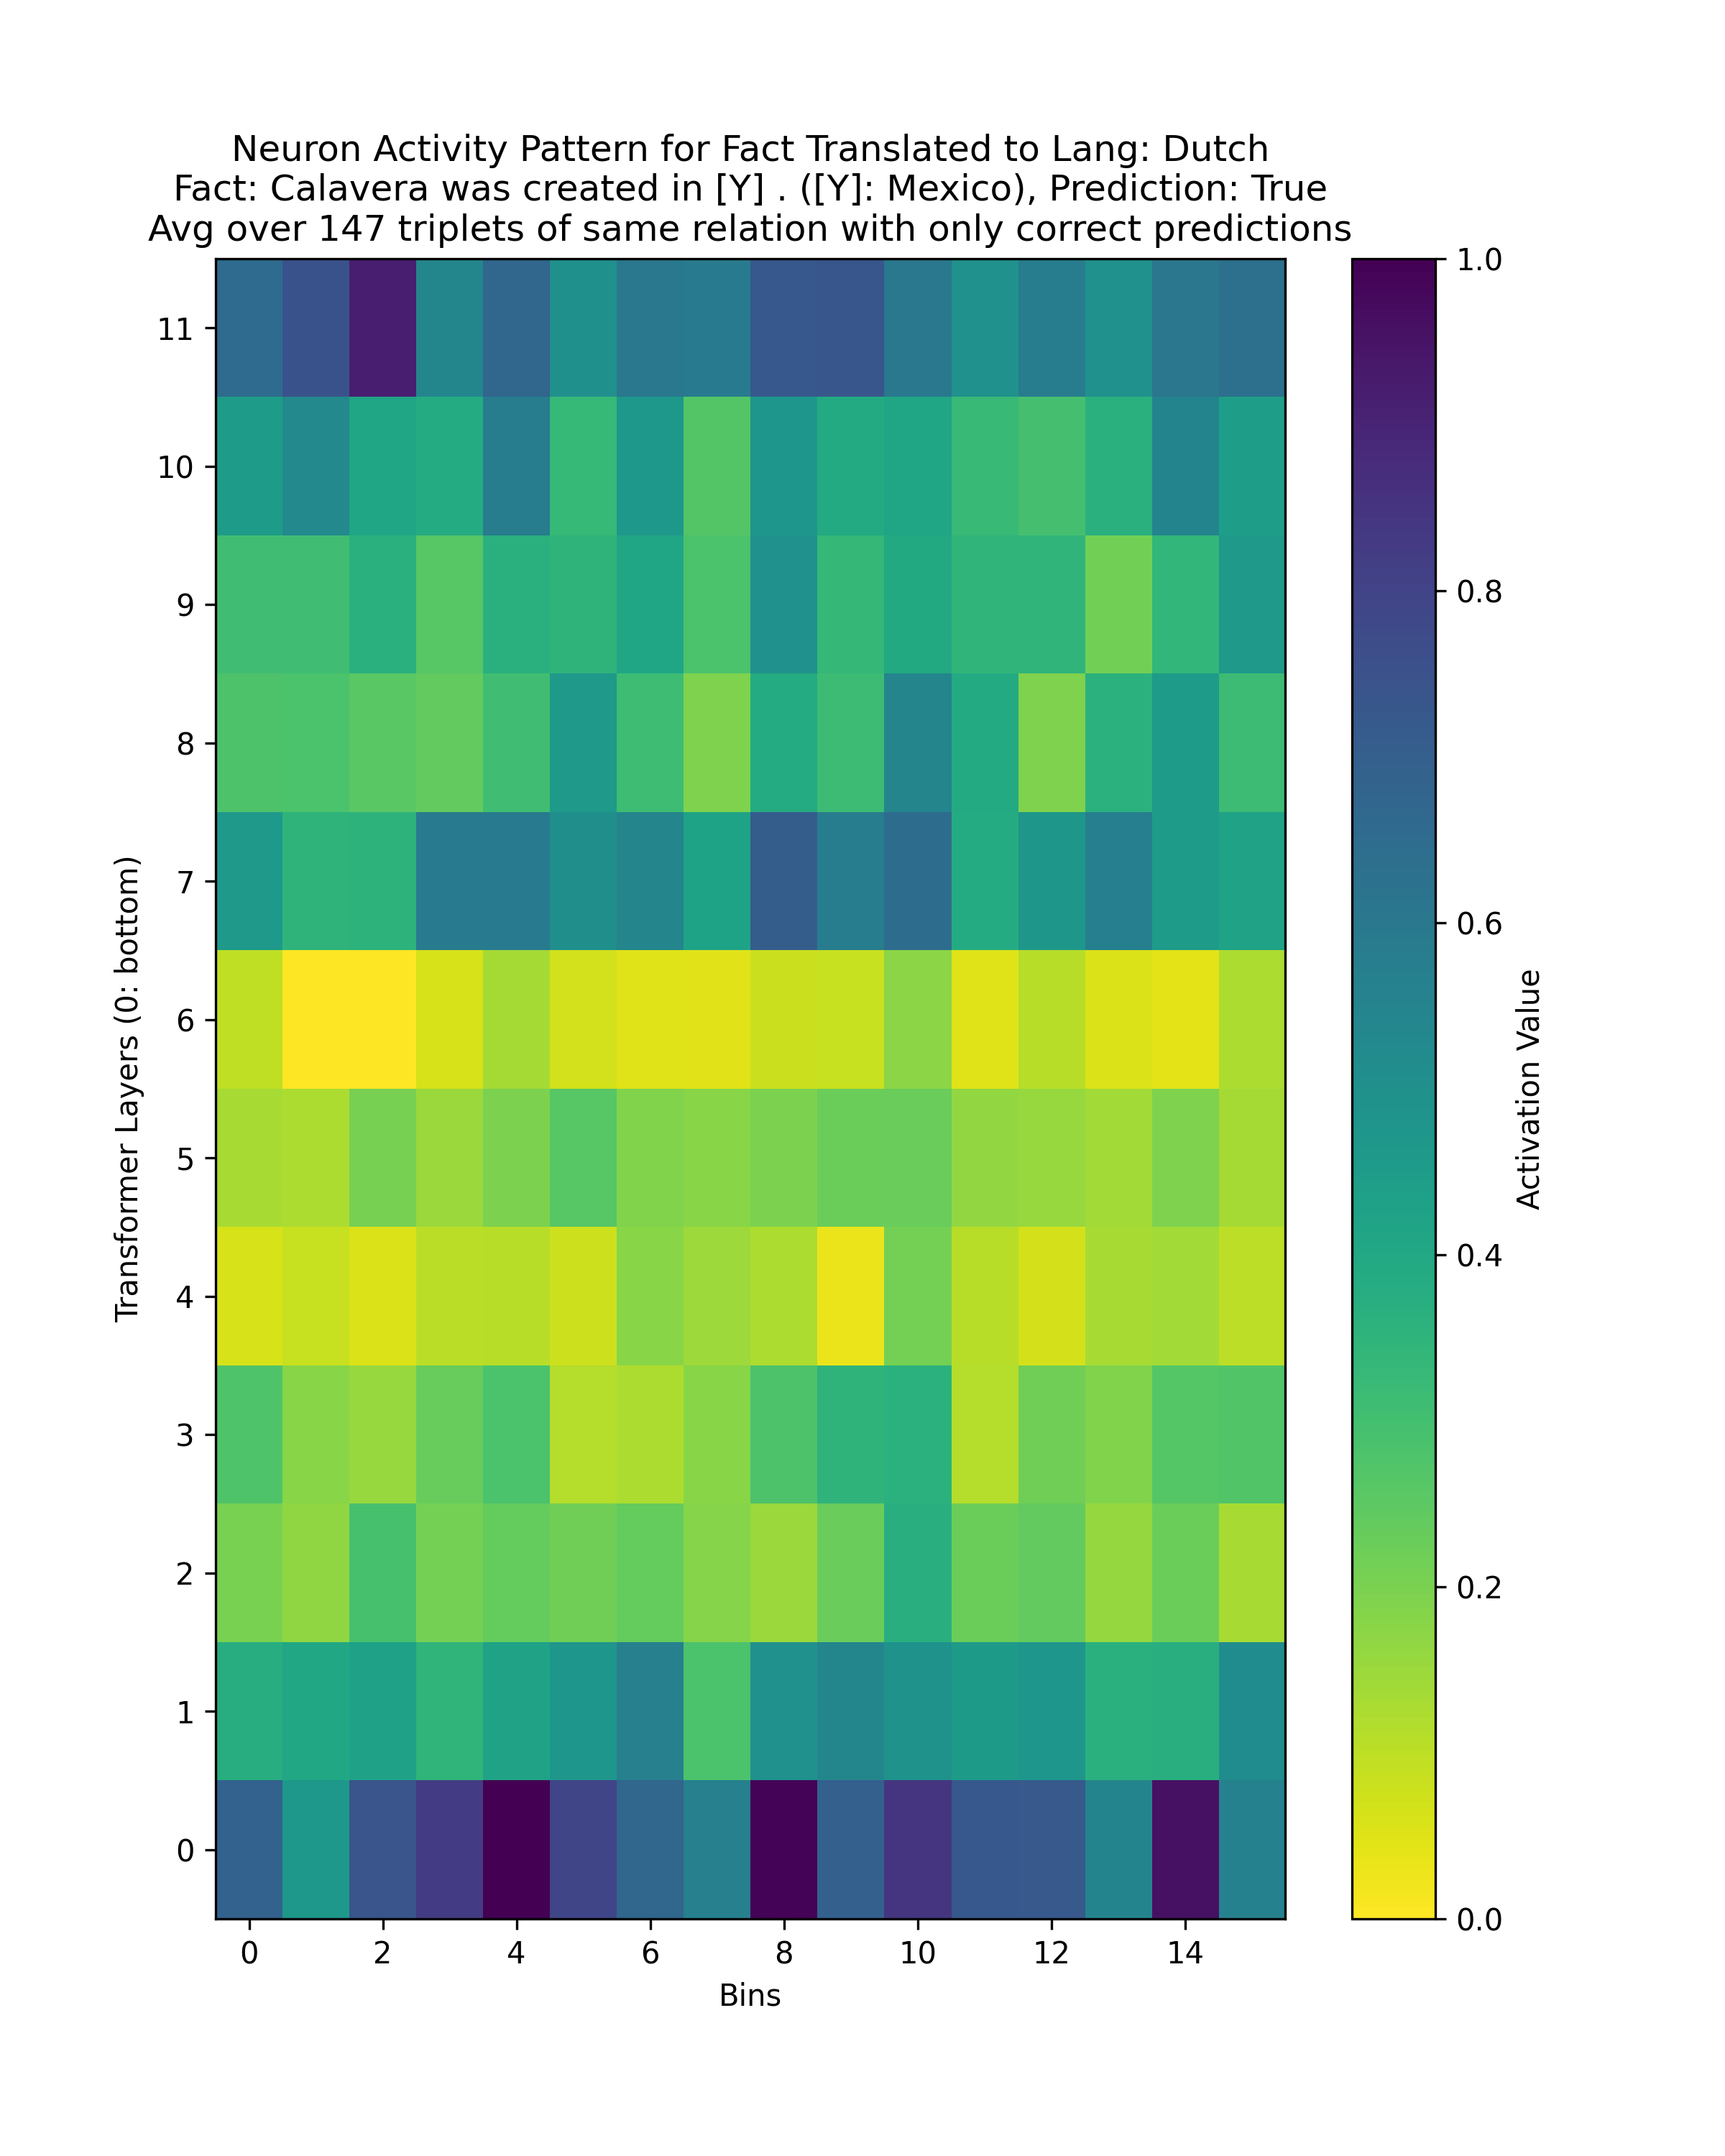 Neuron Activity Pattern for Fact Translated to Lang: Dutch
Fact: Calavera was created in [Y] . ([Y]: Mexico), Prediction: True
Avg over 147 triplets of same relation with only correct predictions
Transformer Layers (0: bottom)
11
10
9
8
7
6
5
4
3
2
1
0
0 2 4 6 8 10 12 14
Bins
1.0
0.8
0.6
0.4
0.2
0.0
Activation Value